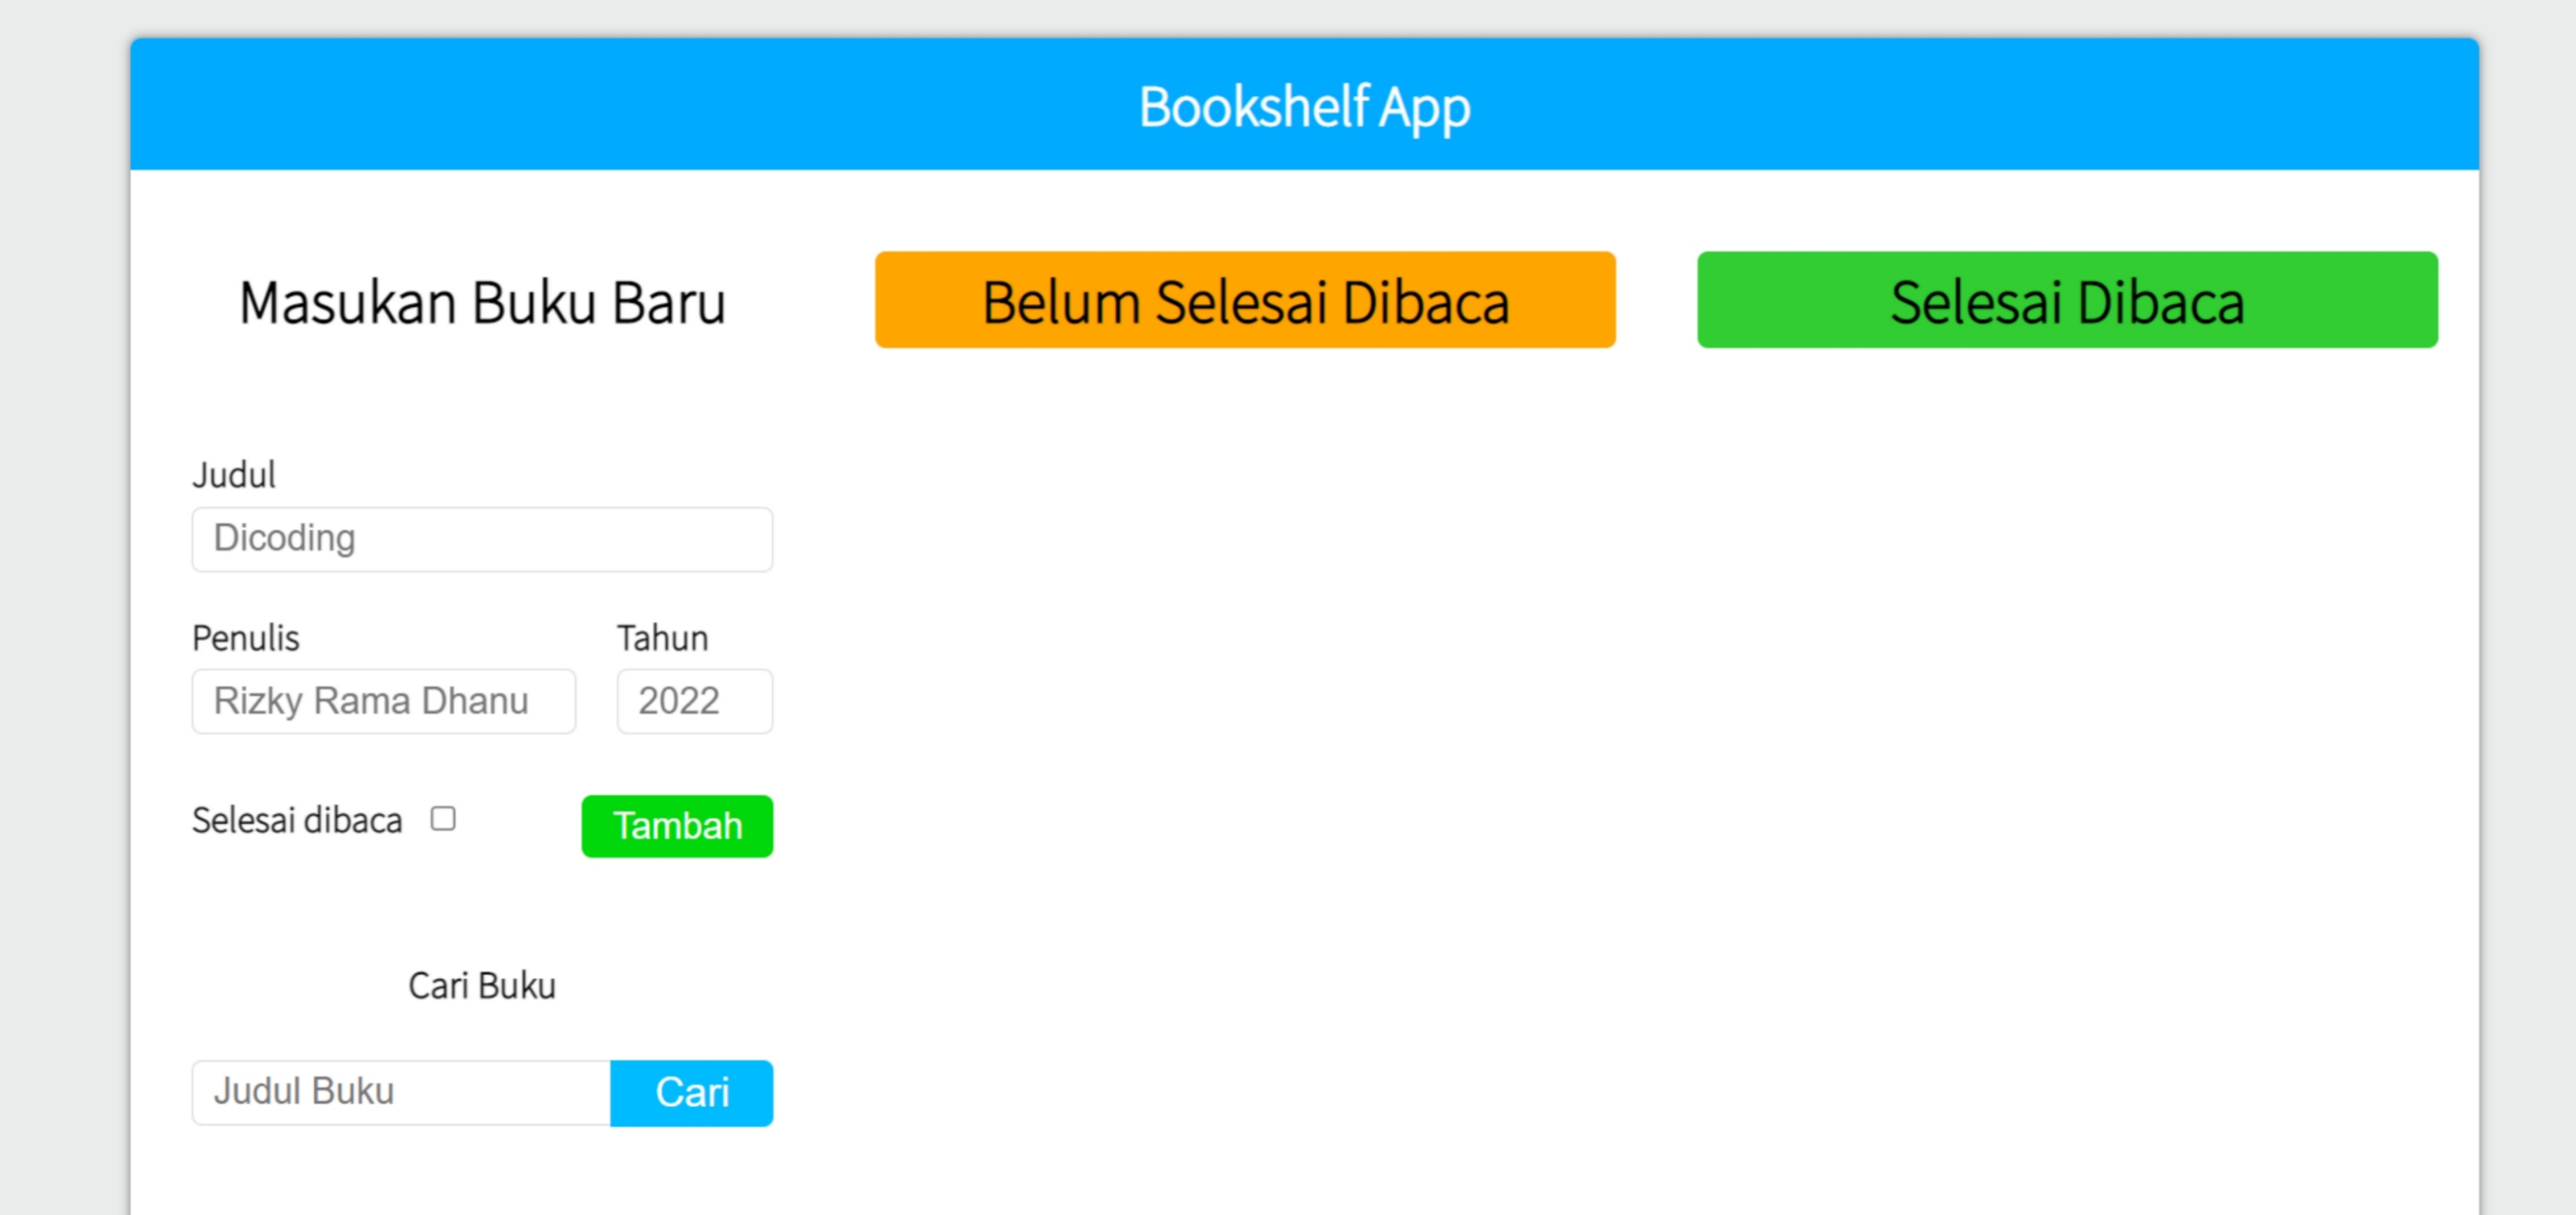 Bookshelf App
Masukan Buku Baru
Belum Selesai Dibaca
Selesai Dibaca
Judul
Dicoding
Penulis
Tahun
Rizky Rama Dhanu
2022
Selesai dibaca
Tambah
Cari Buku
Judul Buku
Cari